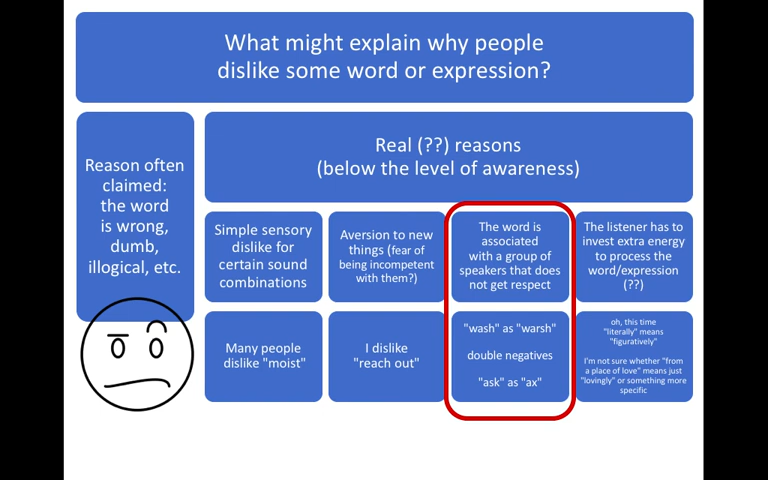 What might explain why people
dislike some word or expression?
Reason often
claimed:
the word
is wrong,
dumb,
illogical, etc.
Real (??) reasons
(below the level of awareness)
Simple sensory
dislike for
certain sound
combinations
Aversion to new
things (fear of
being incompetent
with them?)
The word is
associated
with a group of
speakers that does
not get respect
The listener has to
invest extra energy
to process the
word/expression
(??)
Many people
dislike "moist"
I dislike
"reach out"
"wash" as "warsh"
double negatives
"ask" as "ax"
oh, this time
"literally" means
"figuratively"
I'm not sure whether "from
a place of love" means just
"lovingly" or something more
specific